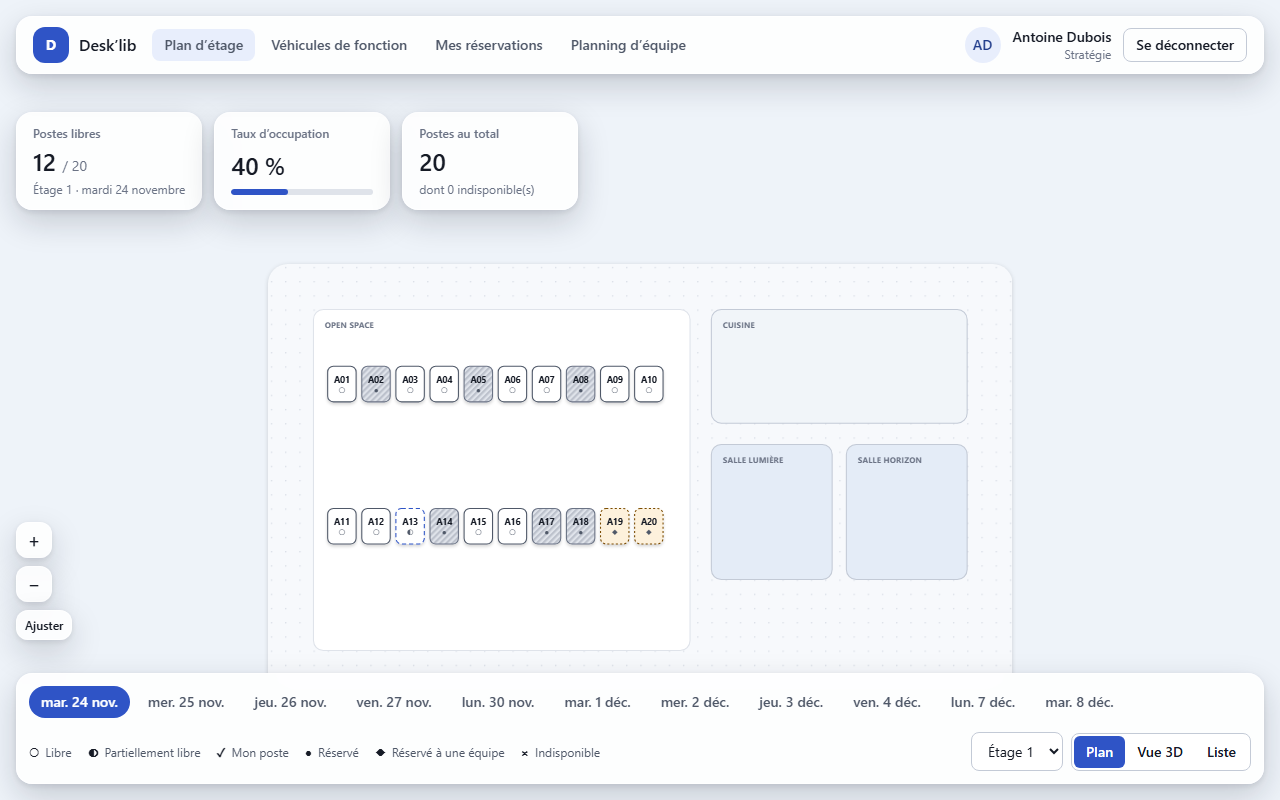 D Desk'lib Plan d'étage Véhicules de fonction Mes réservations Planning d'équipe AD Antoine Dubois Se déconnecter
Stratégie
Postes libres Taux d'occupation Postes au total
12 / 20 40 % 20
Étage 1 · mardi 24 novembre dont 0 indisponible(s)
OPEN SPACE CUISINE
A01 A02 A03 A04 A05 A06 A07 A08 A09 A10
SALLE LUMIÈRE SALLE HORIZON
A11 A12 A13 A14 A15 A16 A17 A18 A19 A20
+
−
Ajuster
mar. 24 nov. mer. 25 nov. jeu. 26 nov. ven. 27 nov. lun. 30 nov. mar. 1 déc. mer. 2 déc. jeu. 3 déc. ven. 4 déc. lun. 7 déc. mar. 8 déc.
○ Libre ◐ Partiellement libre ✓ Mon poste ● Réservé ◆ Réservé à une équipe × Indisponible Étage 1 Plan Vue 3D Liste